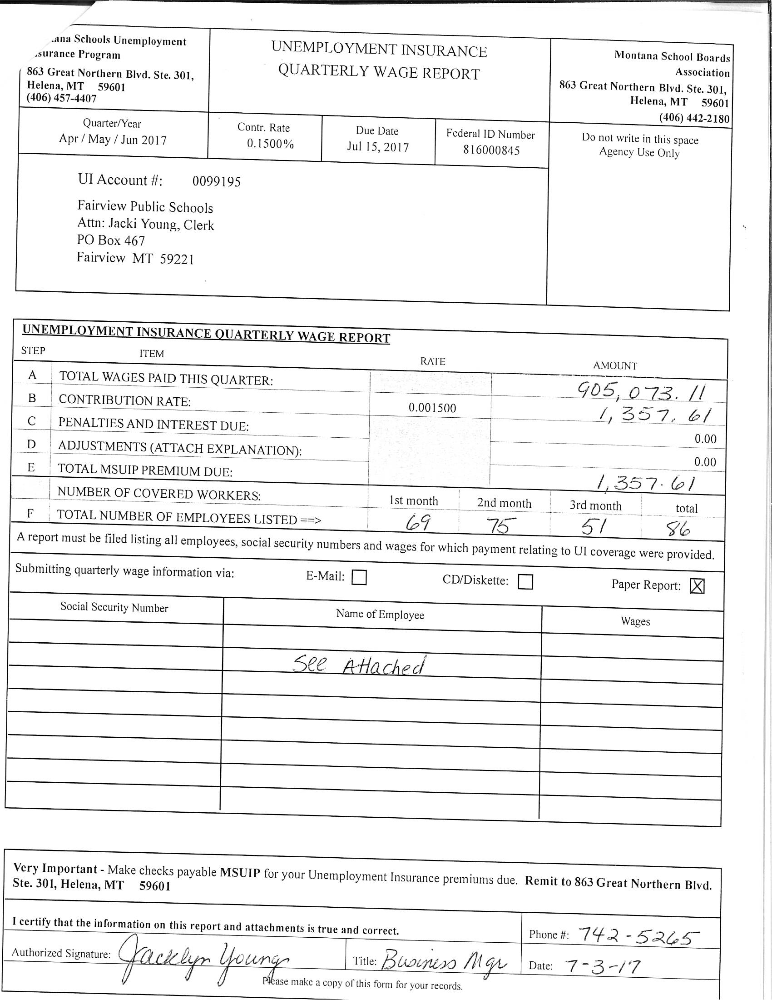 Schools Unemployment
Program
863 Great Northern Blvd. Ste. 301,
Helena, MT 59601
(406) 457-4407
UNEMPLOYMENT INSURANCE
QUARTERLY WAGE REPORT
Montana School Boards
Association
863 Great Northern Blvd. Ste. 301,
Helena, MT 59601
(406) 442-2180
Quarter/Year
Apr / May / Jun 2017
Contr. Rate
0.1500%
Due Date
Jul 15, 2017
Federal ID Number
816000845
Do not write in this space
Agency Use Only
UI Account #: 0099195
Fairview Public Schools
Attn: Jacki Young, Clerk
PO Box 467
Fairview MT 59221
UNEMPLOYMENT INSURANCE QUARTERLY WAGE REPORT
STEP ITEM RATE AMOUNT
A TOTAL WAGES PAID THIS QUARTER: 905,073.11
B CONTRIBUTION RATE: 0.001500 1,357.61
C PENALTIES AND INTEREST DUE: 0.00
D ADJUSTMENTS (ATTACH EXPLANATION): 0.00
E TOTAL MSUIP PREMIUM DUE: 1,357.61
NUMBER OF COVERED WORKERS: 1st month 2nd month 3rd month total
F TOTAL NUMBER OF EMPLOYEES LISTED ==> 69 75 51 86
A report must be filed listing all employees, social security numbers and wages for which payment relating to UI coverage were provided.
Submitting quarterly wage information via: E-Mail: CD/Diskette: Paper Report: X
Social Security Number Name of Employee Wages
See Attached
Very Important - Make checks payable MSUIP for your Unemployment Insurance premiums due. Remit to 863 Great Northern Blvd.
Ste. 301, Helena, MT 59601
I certify that the information on this report and attachments is true and correct.
Phone #: 742-5265
Authorized Signature: Jacklyn Young
Title: Business Mgr
Date: 7-3-17
Please make a copy of this form for your records.